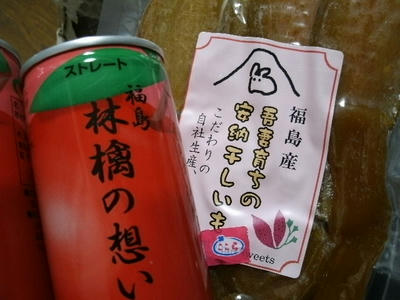 ストレート
福島
林檎の想い
福島産
吾妻育ちの
安納干しいも
こだわりの
自社生産、
weets